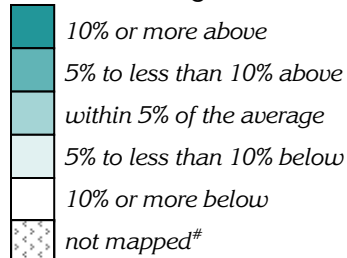 10% or more above
5% to less than 10% above
within 5% of the average
5% to less than 10% below
10% or more below
not mapped#